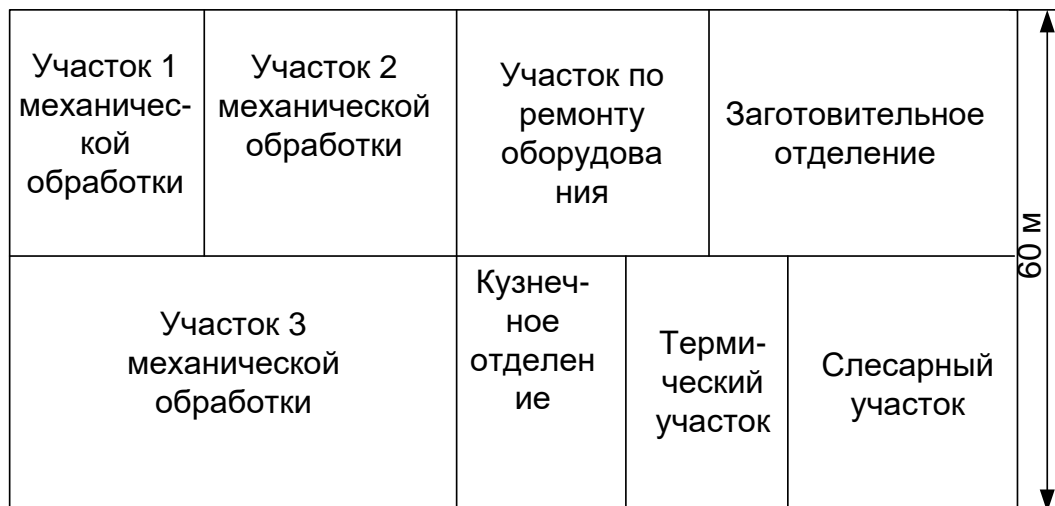 Участок 1
механичес-
кой
обработки
Участок 2
механической
обработки
Участок по
ремонту
оборудова
ния
Заготовительное
отделение
60 м
Участок 3
механической
обработки
Кузнеч-
ное
отделен
ие
Терми-
ческий
участок
Слесарный
участок